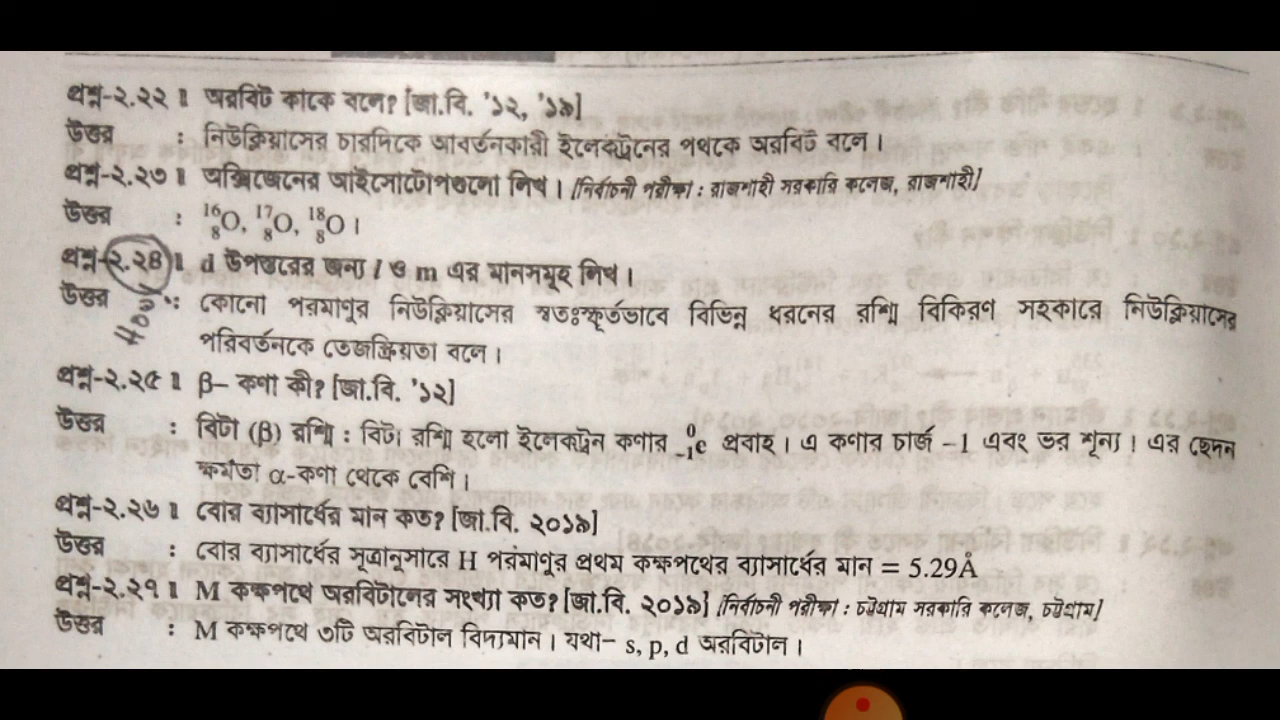 প্রশ্ন-২.২২ ॥ অরবিট কাকে বলে? [জা.বি. '১২, '১৯]
উত্তর : নিউক্লিয়াসের চারদিকে আবর্তনকারী ইলেকট্রনের পথকে অরবিট বলে।
প্রশ্ন-২.২৩ ॥ অক্সিজেনের আইসোটোপগুলো লিখ। [নির্বাচনী পরীক্ষা : রাজশাহী সরকারি কলেজ, রাজশাহী]
উত্তর : ¹⁶₈O, ¹⁷₈O, ¹⁸₈O।
প্রশ্ন-২.২৪ ॥ d উপস্তরের জন্য l ও m এর মানসমূহ লিখ।
উত্তর : কোনো পরমাণুর নিউক্লিয়াসের স্বতঃস্ফূর্তভাবে বিভিন্ন ধরনের রশ্মি বিকিরণ সহকারে নিউক্লিয়াসের
পরিবর্তনকে তেজস্ক্রিয়তা বলে।
প্রশ্ন-২.২৫ ॥ β– কণা কী? [জা.বি. '১২]
উত্তর : বিটা (β) রশ্মি : বিটা রশ্মি হলো ইলেকট্রন কণার ⁰₋₁e প্রবাহ। এ কণার চার্জ –1 এবং ভর শূন্য। এর ছেদন
ক্ষমতা α-কণা থেকে বেশি।
প্রশ্ন-২.২৬ ॥ বোর ব্যাসার্ধের মান কত? [জা.বি. ২০১৯]
উত্তর : বোর ব্যাসার্ধের সূত্রানুসারে H পরমাণুর প্রথম কক্ষপথের ব্যাসার্ধের মান = 5.29Å
প্রশ্ন-২.২৭ ॥ M কক্ষপথে অরবিটালের সংখ্যা কত? [জা.বি. ২০১৯] [নির্বাচনী পরীক্ষা : চট্টগ্রাম সরকারি কলেজ, চট্টগ্রাম]
উত্তর : M কক্ষপথে ৩টি অরবিটাল বিদ্যমান। যথা– s, p, d অরবিটাল।